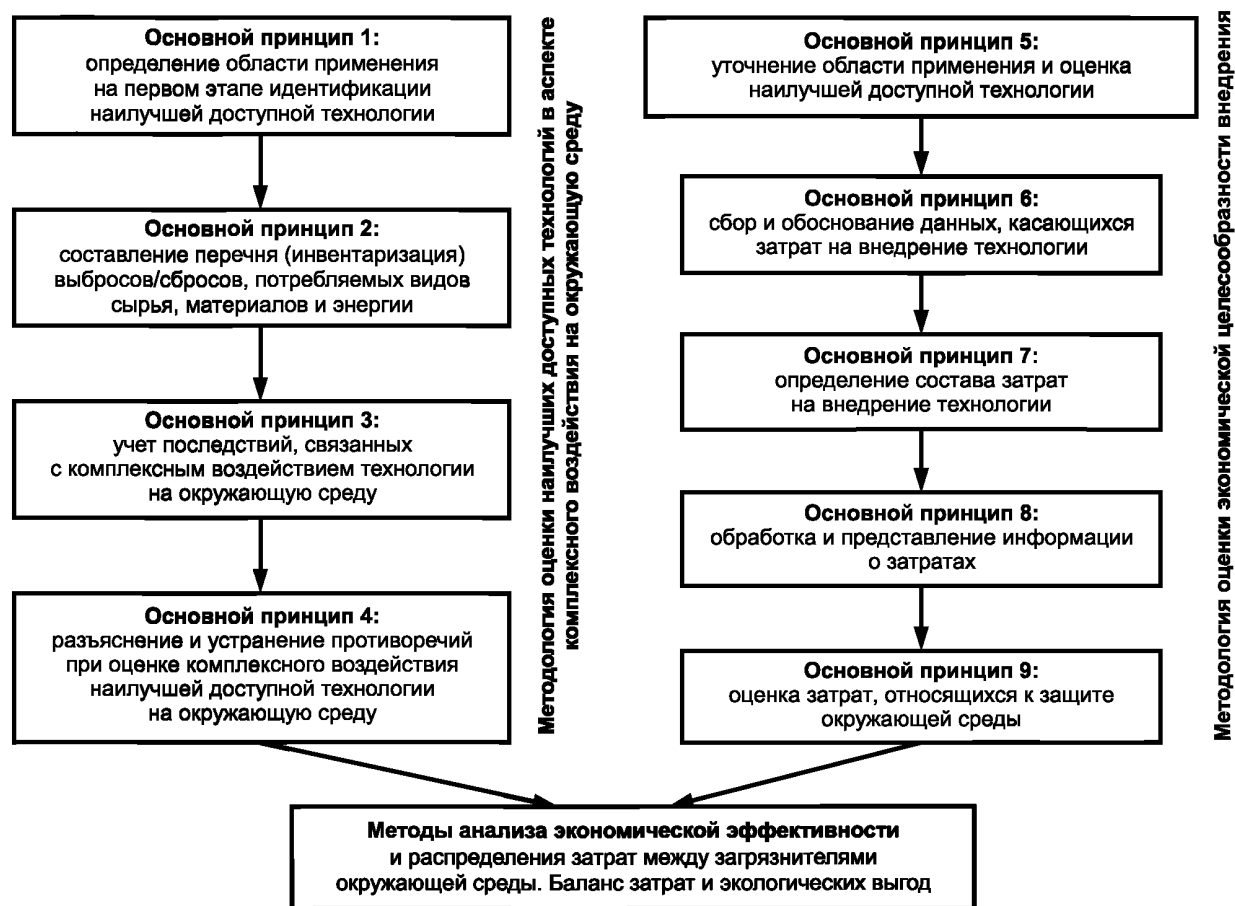 Основной принцип 1:
определение области применения
на первом этапе идентификации
наилучшей доступной технологии
Основной принцип 2:
составление перечня (инвентаризация)
выбросов/сбросов, потребляемых видов
сырья, материалов и энергии
Основной принцип 3:
учет последствий, связанных
с комплексным воздействием технологии
на окружающую среду
Основной принцип 4:
разъяснение и устранение противоречий
при оценке комплексного воздействия
наилучшей доступной технологии
на окружающую среду
Методология оценки наилучших доступных технологий в аспекте
комплексного воздействия на окружающую среду
Основной принцип 5:
уточнение области применения и оценка
наилучшей доступной технологии
Основной принцип 6:
сбор и обоснование данных, касающихся
затрат на внедрение технологии
Основной принцип 7:
определение состава затрат
на внедрение технологии
Основной принцип 8:
обработка и представление информации
о затратах
Основной принцип 9:
оценка затрат, относящихся к защите
окружающей среды
Методология оценки экономической целесообразности внедрения
Методы анализа экономической эффективности
и распределения затрат между загрязнителями
окружающей среды. Баланс затрат и экологических выгод